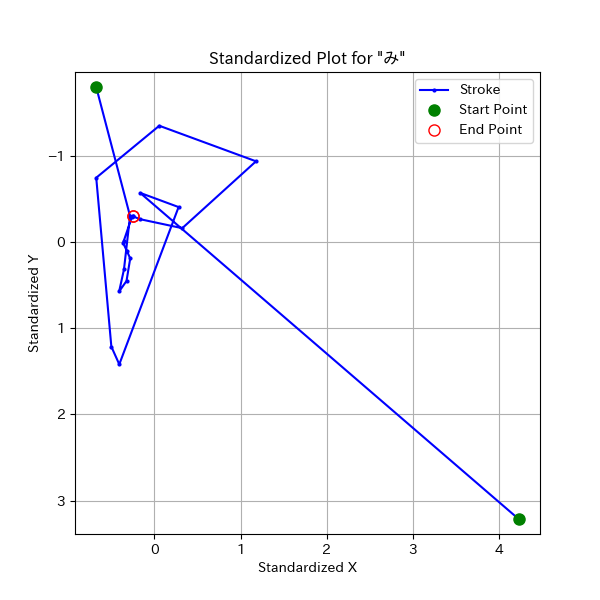 Standardized Plot for "み"
Stroke
Start Point
End Point
−1
0
1
2
3
Standardized Y
0
1
2
3
4
Standardized X